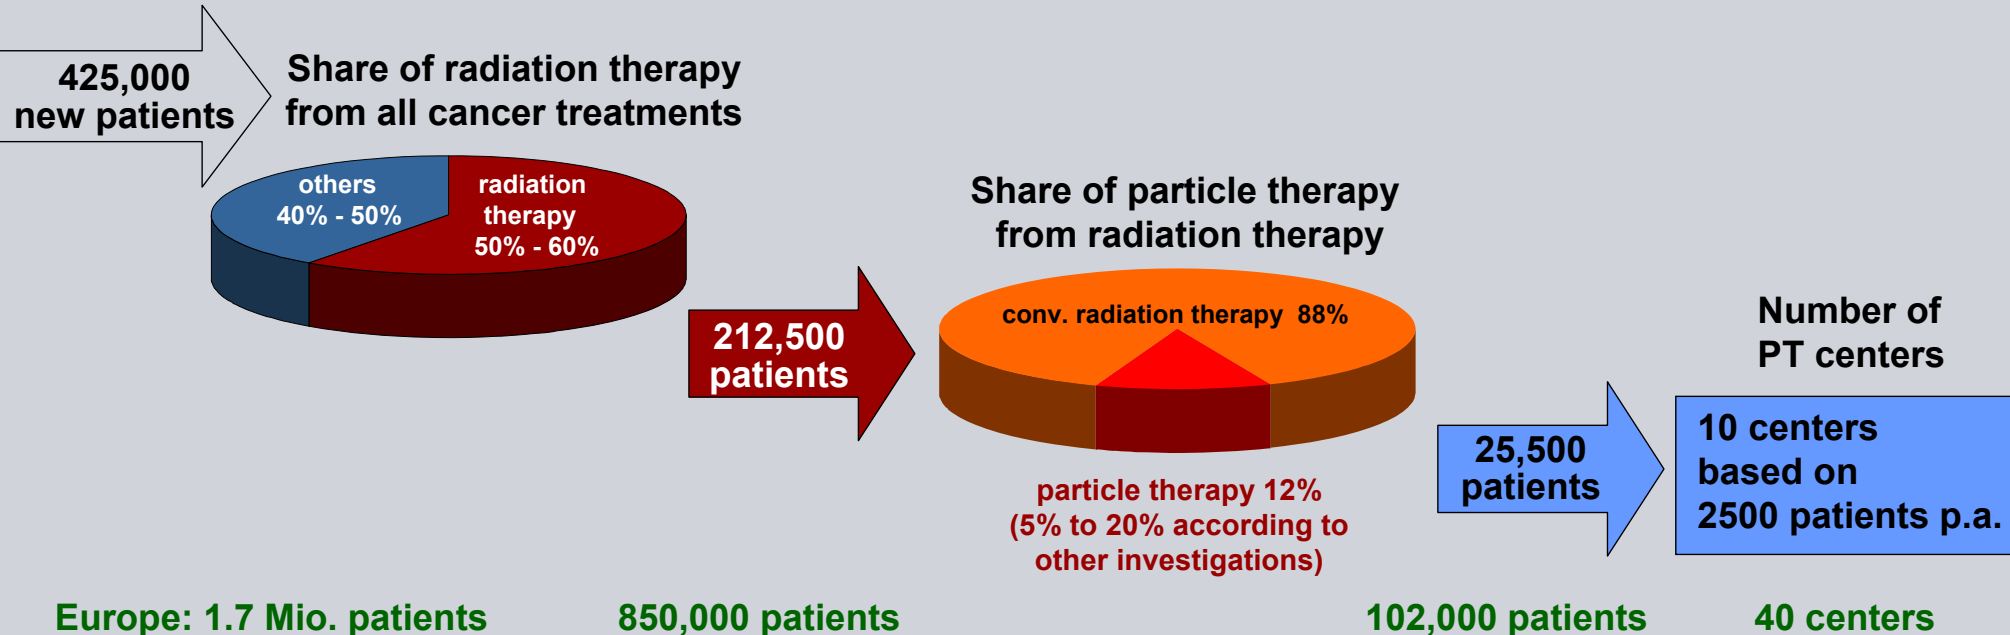 425,000
new patients
Share of radiation therapy
from all cancer treatments
others
40% - 50%
radiation
therapy
50% - 60%
212,500
patients
Share of particle therapy
from radiation therapy
conv. radiation therapy 88%
particle therapy 12%
(5% to 20% according to
other investigations)
25,500
patients
Number of
PT centers
10 centers
based on
2500 patients p.a.
Europe: 1.7 Mio. patients 850,000 patients 102,000 patients 40 centers